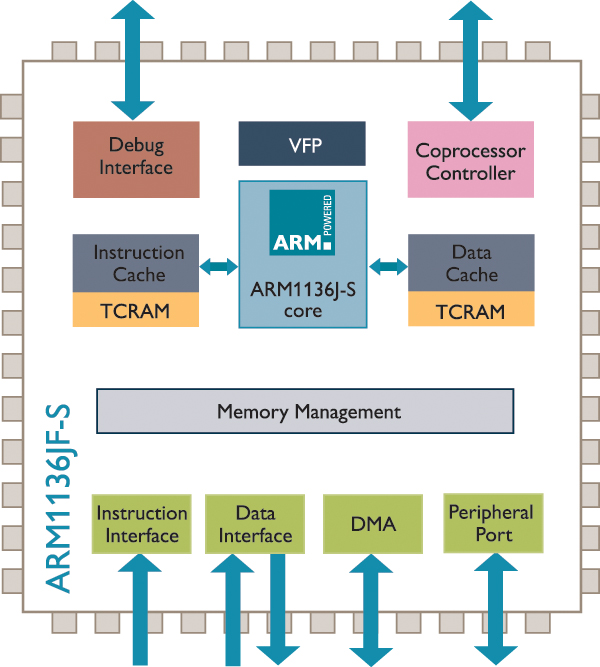 Debug
Interface
VFP
Coprocessor
Controller
ARM
POWERED
Instruction
Cache
TCRAM
ARM1136J-S
core
Data
Cache
TCRAM
Memory Management
ARM1136JF-S
Instruction
Interface
Data
Interface
DMA
Peripheral
Port